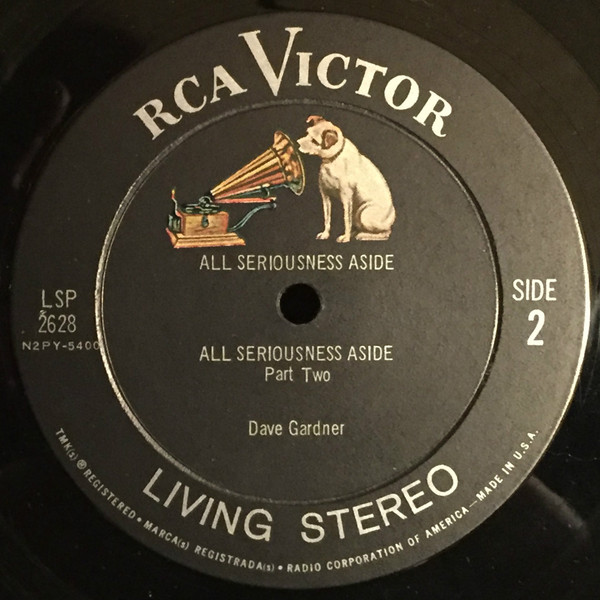 RCA VICTOR
ALL SERIOUSNESS ASIDE
LSP
2628
N2PY-5400
SIDE
2
ALL SERIOUSNESS ASIDE
Part Two
Dave Gardner
LIVING STEREO
TMK(s) ® REGISTERED • MARCA(s) REGISTRADA(s) • RADIO CORPORATION OF AMERICA—MADE IN U.S.A.